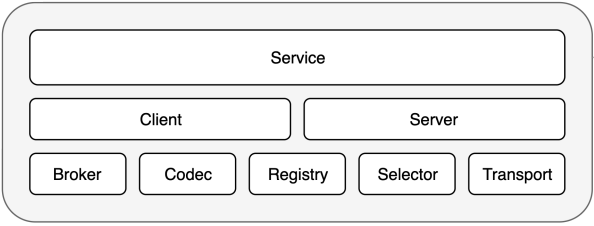 Service
Client Server
Broker Codec Registry Selector Transport